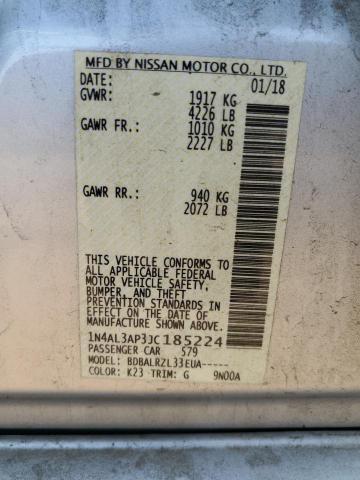 MFD BY NISSAN MOTOR CO., LTD.
DATE: 01/18
GVWR: 1917 KG
4226 LB
GAWR FR: 1010 KG
2227 LB
GAWR RR: 940 KG
2072 LB
THIS VEHICLE CONFORMS TO
ALL APPLICABLE FEDERAL
MOTOR VEHICLE SAFETY,
BUMPER, AND THEFT
PREVENTION STANDARDS IN
EFFECT ON THE DATE OF
MANUFACTURE SHOWN ABOVE.
1N4AL3AP3JC185224
PASSENGER CAR 579
MODEL: BDBALRZL33EUA-----
COLOR: K23 TRIM: G 9N00A